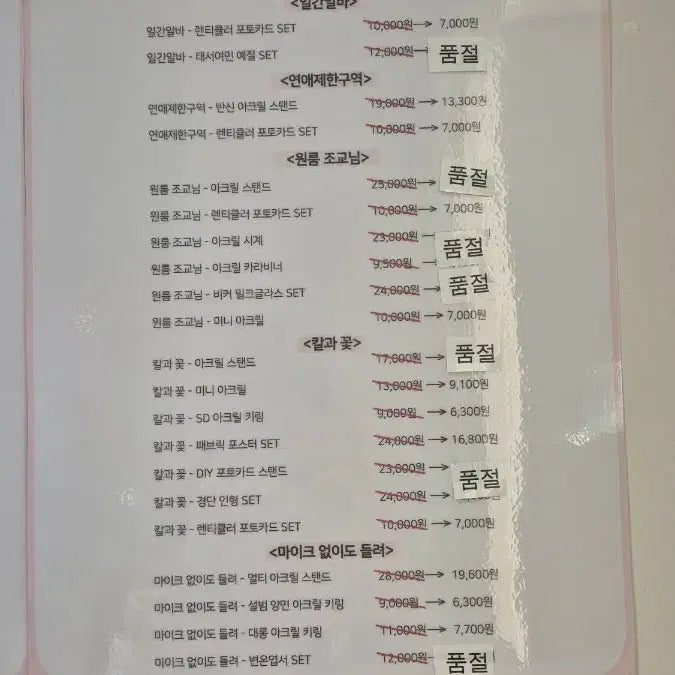 <일간알바>
일간알바 - 렌티큘러 포토카드 SET 10,000원 → 7,000원
일간알바 - 태서여민 예질 SET 12,000원 → 품절
<연애제한구역>
연애제한구역 - 반신 아크릴 스탠드 19,000원 → 13,300원
연애제한구역 - 렌티큘러 포토카드 SET 10,000원 → 7,000원
<원룸 조교님>
원룸 조교님 - 아크릴 스탠드 25,000원 → 품절
원룸 조교님 - 렌티큘러 포토카드 SET 10,000원 → 7,000원
원룸 조교님 - 아크릴 시계 23,000원 → 품절
원룸 조교님 - 아크릴 카라비너 9,500원 →
원룸 조교님 - 비커 밀크글라스 SET 24,000원 → 품절
원룸 조교님 - 미니 아크릴 10,000원 → 7,000원
<칼과 꽃>
칼과 꽃 - 아크릴 스탠드 17,000원 → 품절
칼과 꽃 - 미니 아크릴 13,000원 → 9,100원
칼과 꽃 - SD 아크릴 키링 9,000원 → 6,300원
칼과 꽃 - 패브릭 포스터 SET 24,000원 → 16,800원
칼과 꽃 - DIY 포토카드 스탠드 23,000원 → 품절
칼과 꽃 - 경단 인형 SET 24,000원 →
칼과 꽃 - 렌티큘러 포토카드 SET 10,000원 → 7,000원
<마이크 없이도 들려>
마이크 없이도 들려 - 멀티 아크릴 스탠드 28,000원 → 19,600원
마이크 없이도 들려 - 설범 양면 아크릴 키링 9,000원 → 6,300원
마이크 없이도 들려 - 대롱 아크릴 키링 11,000원 → 7,700원
마이크 없이도 들려 - 변온엽서 SET 12,000원 → 품절